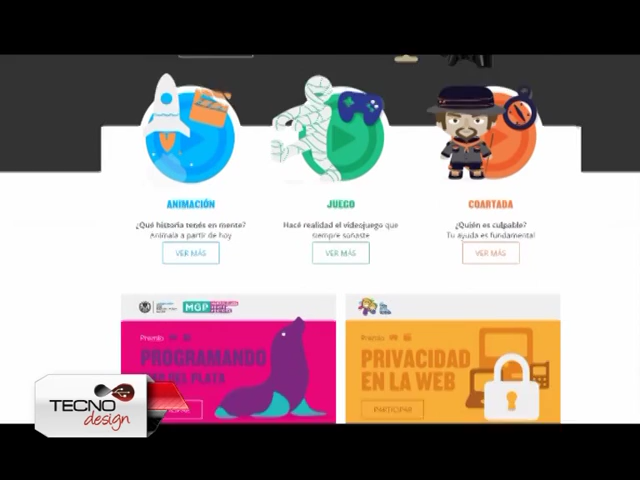 ANIMACIÓN
¿Qué historia tenés en mente?
Animala a partir de hoy
VER MÁS
JUEGO
Hacé realidad el videojuego que
siempre soñaste
VER MÁS
COARTADA
¿Quién es culpable?
Tu ayuda es fundamental
VER MÁS
MGP
Premio
PROGRAMANDO
DEL PLATA
Premio
PRIVACIDAD
EN LA WEB
PARTICIPAR
TECNO
design